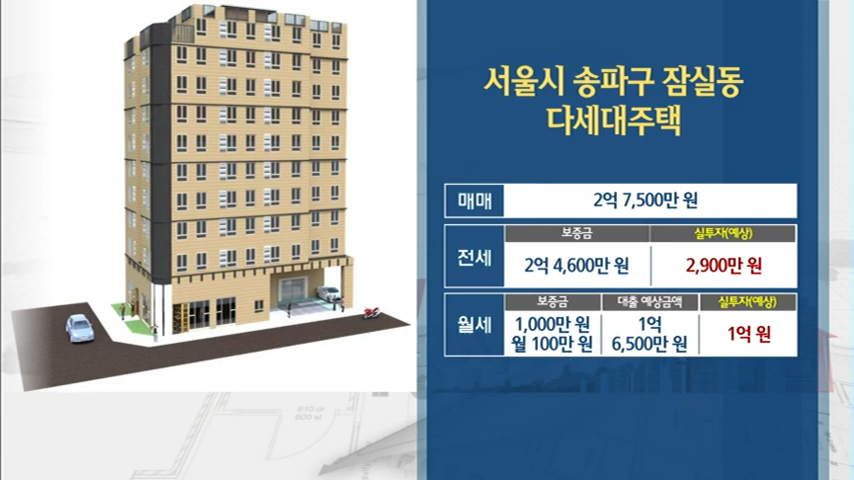 서울시 송파구 잠실동
다세대주택
매매 2억 7,500만 원
전세 보증금 실투자(예상)
2억 4,600만 원 2,900만 원
월세 보증금 대출 예상금액 실투자(예상)
1,000만 원 1억 1억 원
월 100만 원 6,500만 원
610 @
600 sl